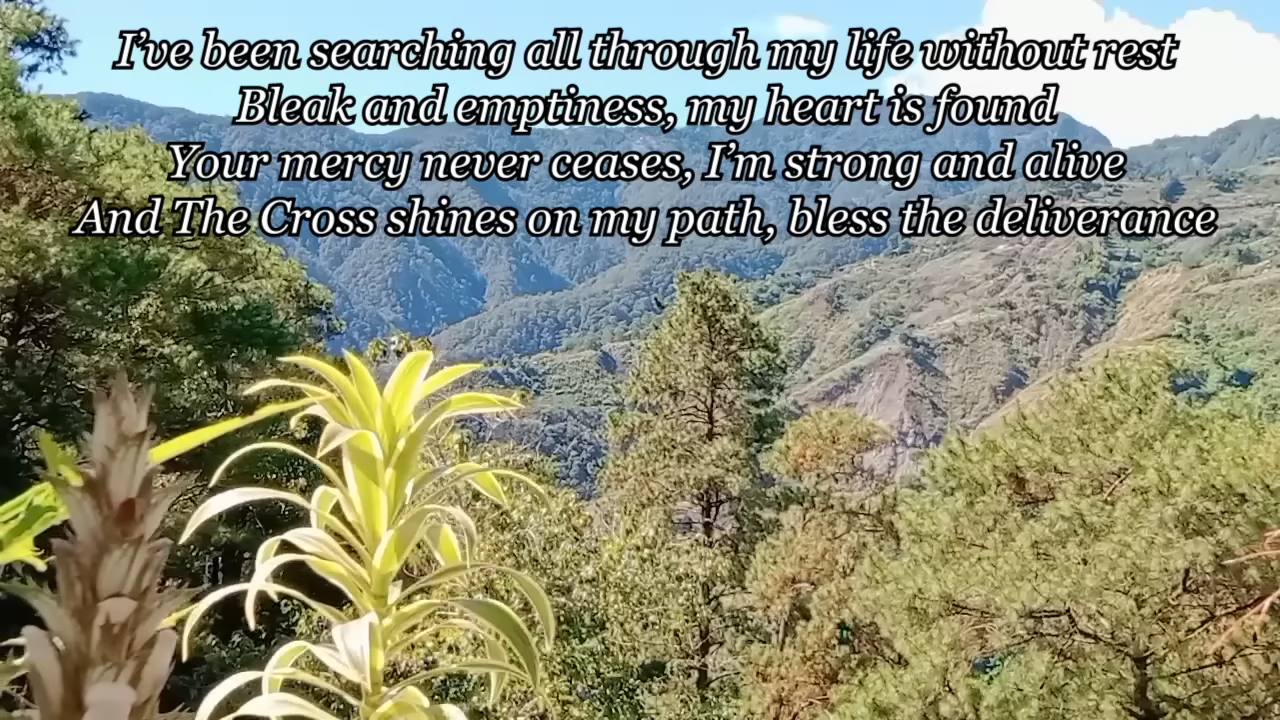 I've been searching all through my life without rest
Bleak and emptiness, my heart is found
Your mercy never ceases, I'm strong and alive
And The Cross shines on my path, bless the deliverance